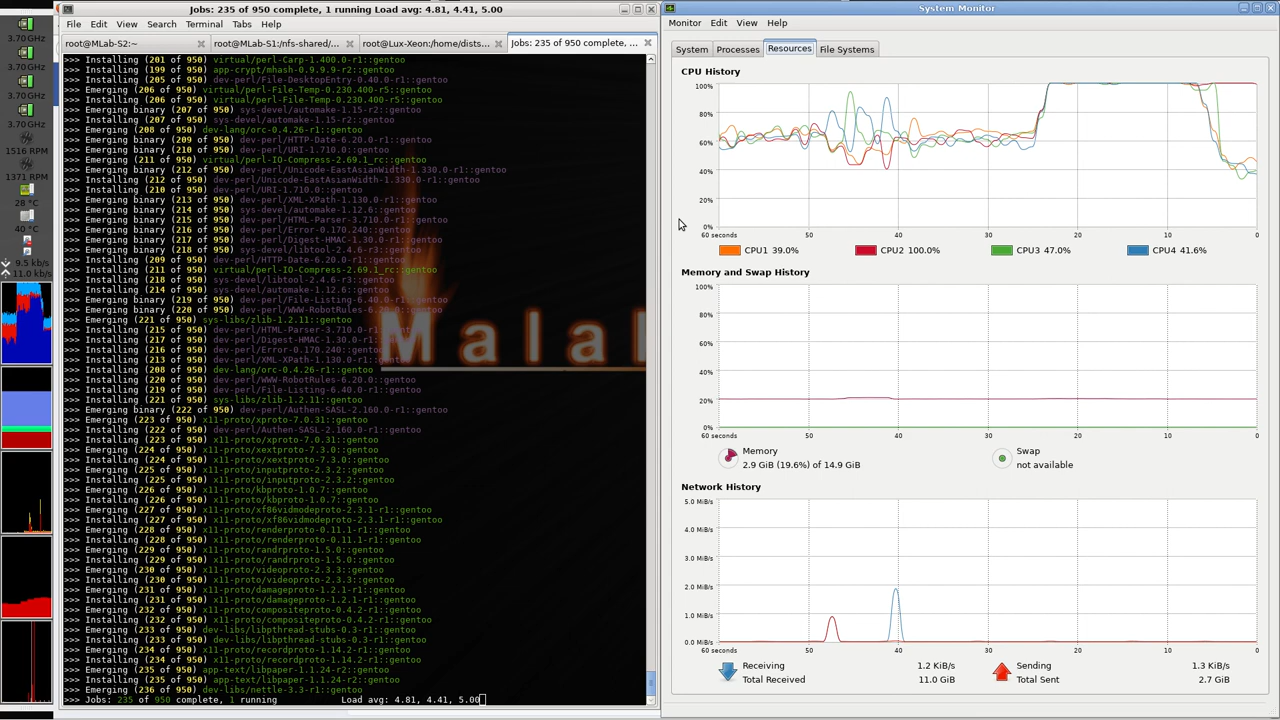 3.70 GHz
3.70 GHz
3.70 GHz
3.70 GHz
1516 RPM
1371 RPM
28 °C
40 °C
9.5 kb/s
11.0 kb/s
Jobs: 235 of 950 complete, 1 running Load avg: 4.81, 4.41, 5.00
File Edit View Search Terminal Tabs Help
root@MLab-S2:~
root@MLab-S1:/nfs-shared/...
root@Lux-Xeon:/home/dists...
Jobs: 235 of 950 complete, ...
>>> Installing (201 of 950) virtual/perl-Carp-1.400.0-r1::gentoo
>>> Installing (199 of 950) app-crypt/mhash-0.9.9.9-r2::gentoo
>>> Installing (205 of 950) dev-perl/File-DesktopEntry-0.40.0-r1::gentoo
>>> Emerging (206 of 950) virtual/perl-File-Temp-0.230.400-r5::gentoo
>>> Installing (206 of 950) virtual/perl-File-Temp-0.230.400-r5::gentoo
>>> Emerging binary (207 of 950) sys-devel/automake-1.15-r2::gentoo
>>> Installing (207 of 950) sys-devel/automake-1.15-r2::gentoo
>>> Emerging (208 of 950) dev-lang/orc-0.4.26-r1::gentoo
>>> Emerging binary (209 of 950) dev-perl/HTTP-Date-6.20.0-r1::gentoo
>>> Emerging binary (210 of 950) dev-perl/URI-1.710.0::gentoo
>>> Emerging (211 of 950) virtual/perl-IO-Compress-2.69.1_rc::gentoo
>>> Emerging binary (212 of 950) dev-perl/Unicode-EastAsianWidth-1.330.0-r1::gentoo
>>> Installing (212 of 950) dev-perl/Unicode-EastAsianWidth-1.330.0-r1::gentoo
>>> Installing (210 of 950) dev-perl/URI-1.710.0::gentoo
>>> Emerging binary (213 of 950) dev-perl/XML-XPath-1.130.0-r1::gentoo
>>> Emerging binary (214 of 950) sys-devel/automake-1.12.6::gentoo
>>> Emerging binary (215 of 950) dev-perl/HTML-Parser-3.710.0-r1::gentoo
>>> Emerging binary (216 of 950) dev-perl/Error-0.170.240::gentoo
>>> Emerging binary (217 of 950) dev-perl/Digest-HMAC-1.30.0-r1::gentoo
>>> Emerging binary (218 of 950) sys-devel/libtool-2.4.6-r3::gentoo
>>> Installing (209 of 950) dev-perl/HTTP-Date-6.20.0-r1::gentoo
>>> Installing (211 of 950) virtual/perl-IO-Compress-2.69.1_rc::gentoo
>>> Installing (218 of 950) sys-devel/libtool-2.4.6-r3::gentoo
>>> Installing (214 of 950) sys-devel/automake-1.12.6::gentoo
>>> Emerging binary (219 of 950) dev-perl/File-Listing-6.40.0-r1::gentoo
>>> Emerging binary (220 of 950) dev-perl/WWW-RobotRules-6.20.0-r1::gentoo
>>> Emerging (221 of 950) sys-libs/zlib-1.2.11::gentoo
>>> Installing (215 of 950) dev-perl/HTML-Parser-3.710.0-r1::gentoo
>>> Installing (217 of 950) dev-perl/Digest-HMAC-1.30.0-r1::gentoo
>>> Installing (216 of 950) dev-perl/Error-0.170.240::gentoo
>>> Installing (213 of 950) dev-perl/XML-XPath-1.130.0-r1::gentoo
>>> Installing (208 of 950) dev-lang/orc-0.4.26-r1::gentoo
>>> Installing (220 of 950) dev-perl/WWW-RobotRules-6.20.0-r1::gentoo
>>> Installing (219 of 950) dev-perl/File-Listing-6.40.0-r1::gentoo
>>> Installing (221 of 950) sys-libs/zlib-1.2.11::gentoo
>>> Emerging binary (222 of 950) dev-perl/Authen-SASL-2.160.0-r1::gentoo
>>> Emerging (223 of 950) x11-proto/xproto-7.0.31::gentoo
>>> Installing (222 of 950) dev-perl/Authen-SASL-2.160.0-r1::gentoo
>>> Installing (223 of 950) x11-proto/xproto-7.0.31::gentoo
>>> Emerging (224 of 950) x11-proto/xextproto-7.3.0::gentoo
>>> Installing (224 of 950) x11-proto/xextproto-7.3.0::gentoo
>>> Emerging (225 of 950) x11-proto/inputproto-2.3.2::gentoo
>>> Installing (225 of 950) x11-proto/inputproto-2.3.2::gentoo
>>> Emerging (226 of 950) x11-proto/kbproto-1.0.7::gentoo
>>> Installing (226 of 950) x11-proto/kbproto-1.0.7::gentoo
>>> Emerging (227 of 950) x11-proto/xf86vidmodeproto-2.3.1-r1::gentoo
>>> Installing (227 of 950) x11-proto/xf86vidmodeproto-2.3.1-r1::gentoo
>>> Emerging (228 of 950) x11-proto/renderproto-0.11.1-r1::gentoo
>>> Installing (228 of 950) x11-proto/renderproto-0.11.1-r1::gentoo
>>> Emerging (229 of 950) x11-proto/randrproto-1.5.0::gentoo
>>> Installing (229 of 950) x11-proto/randrproto-1.5.0::gentoo
>>> Emerging (230 of 950) x11-proto/videoproto-2.3.3::gentoo
>>> Installing (230 of 950) x11-proto/videoproto-2.3.3::gentoo
>>> Emerging (231 of 950) x11-proto/damageproto-1.2.1-r1::gentoo
>>> Installing (231 of 950) x11-proto/damageproto-1.2.1-r1::gentoo
>>> Emerging (232 of 950) x11-proto/compositeproto-0.4.2-r1::gentoo
>>> Installing (232 of 950) x11-proto/compositeproto-0.4.2-r1::gentoo
>>> Emerging (233 of 950) dev-libs/libpthread-stubs-0.3-r1::gentoo
>>> Installing (233 of 950) dev-libs/libpthread-stubs-0.3-r1::gentoo
>>> Emerging (234 of 950) x11-proto/recordproto-1.14.2-r1::gentoo
>>> Installing (234 of 950) x11-proto/recordproto-1.14.2-r1::gentoo
>>> Emerging (235 of 950) app-text/libpaper-1.1.24-r2::gentoo
>>> Installing (235 of 950) app-text/libpaper-1.1.24-r2::gentoo
>>> Emerging (236 of 950) dev-libs/nettle-3.3-r1::gentoo
>>> Jobs: 235 of 950 complete, 1 running Load avg: 4.81, 4.41, 5.00
Malal
System Monitor
Monitor Edit View Help
System Processes Resources File Systems
CPU History
100%
80%
60%
40%
20%
0%
60 seconds 50 40 30 20 10 0
CPU1 39.0% CPU2 100.0% CPU3 47.0% CPU4 41.6%
Memory and Swap History
100%
80%
60%
40%
20%
0%
60 seconds 50 40 30 20 10 0
Memory
2.9 GiB (19.6%) of 14.9 GiB
Swap
not available
Network History
5.0 MiB/s
4.0 MiB/s
3.0 MiB/s
2.0 MiB/s
1.0 MiB/s
0.0 MiB/s
60 seconds 50 40 30 20 10 0
Receiving 1.2 KiB/s
Total Received 11.0 GiB
Sending 1.3 KiB/s
Total Sent 2.7 GiB